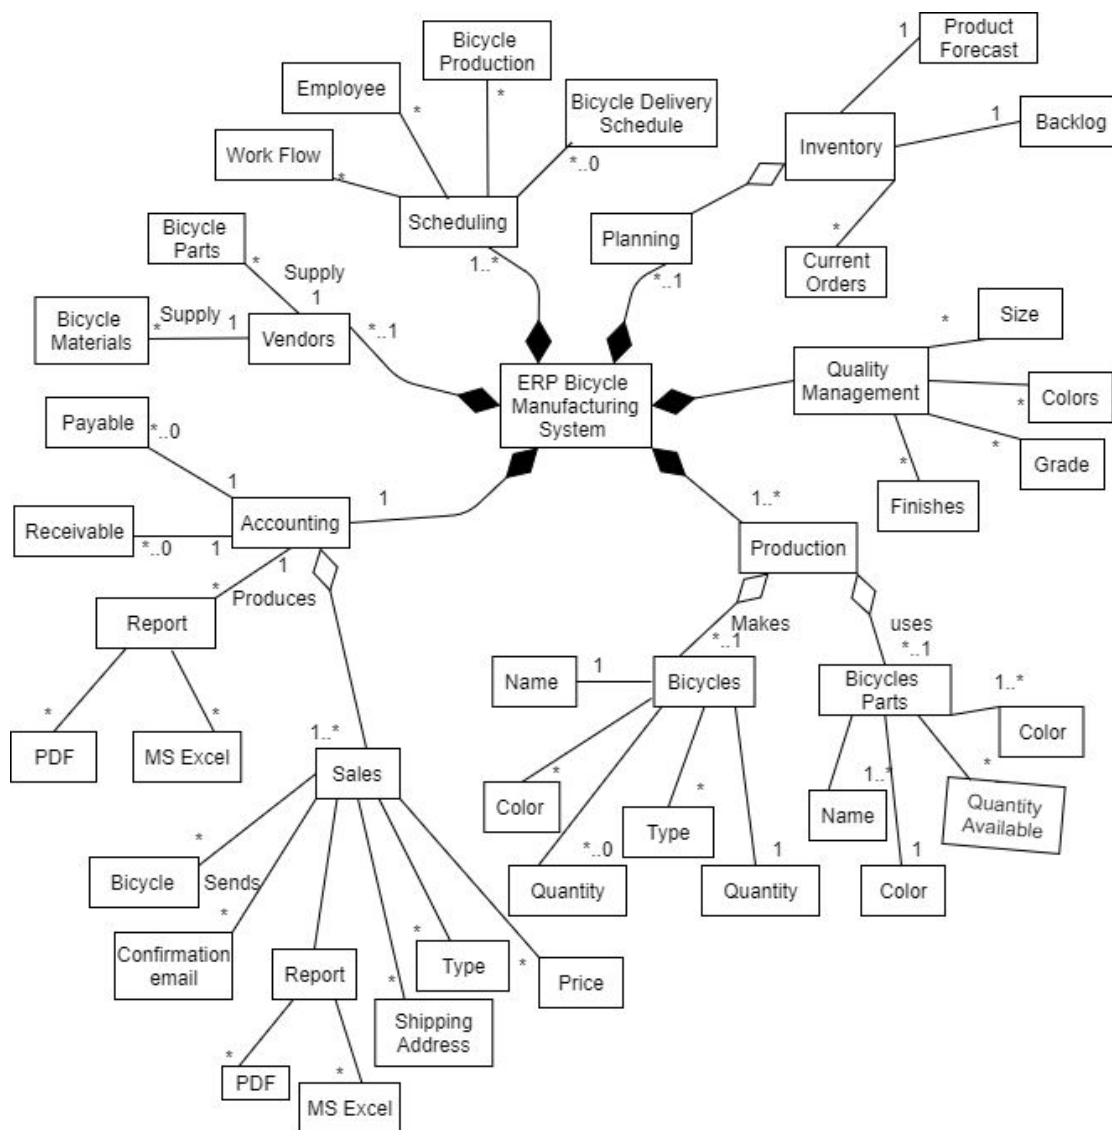 Bicycle
Production
1
Product
Forecast
Employee
*
*
Bicycle Delivery
Schedule
1
Backlog
Inventory
Work Flow
*
*..0
Scheduling
Planning
*
Bicycle
Parts
*
Supply
1..*
*..1
Current
Orders
1
Bicycle
Materials
*
Supply
1
Vendors
*..1
*
Size
ERP Bicycle
Manufacturing
System
Quality
Management
*
Colors
Payable
*..0
*
Grade
*
Finishes
1
1
1..*
Receivable
*..0
1
Accounting
Production
1
*
Produces
Report
Makes
*..1
uses
*..1
Name
1
Bicycles
Bicycles
Parts
1..*
Color
*
*
PDF
MS Excel
1..*
Sales
*
Color
*
Type
Name
1..*
*
Quantity
Available
*
Bicycle
Sends
*..0
Quantity
1
Quantity
1
Color
*
Confirmation
email
Report
*
Type
*
Price
*
Shipping
Address
*
PDF
*
MS Excel